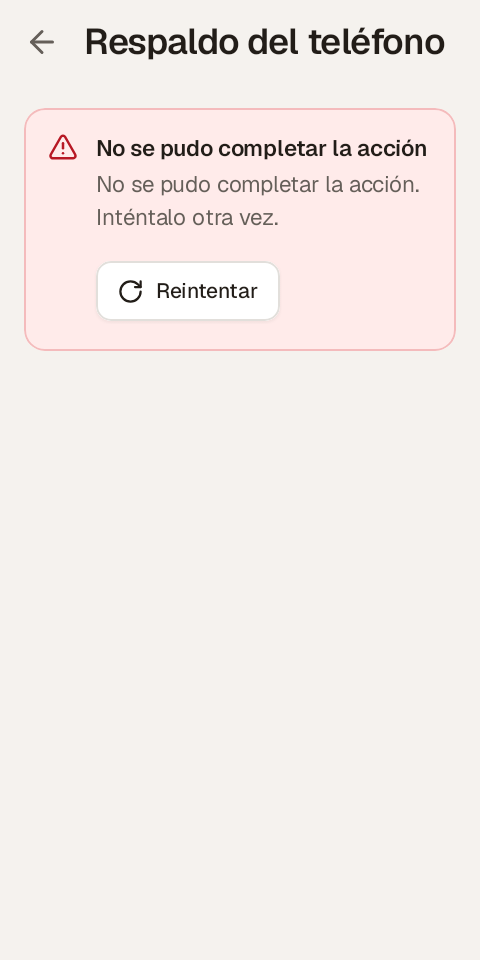 Respaldo del teléfono
No se pudo completar la acción
No se pudo completar la acción.
Inténtalo otra vez.
Reintentar